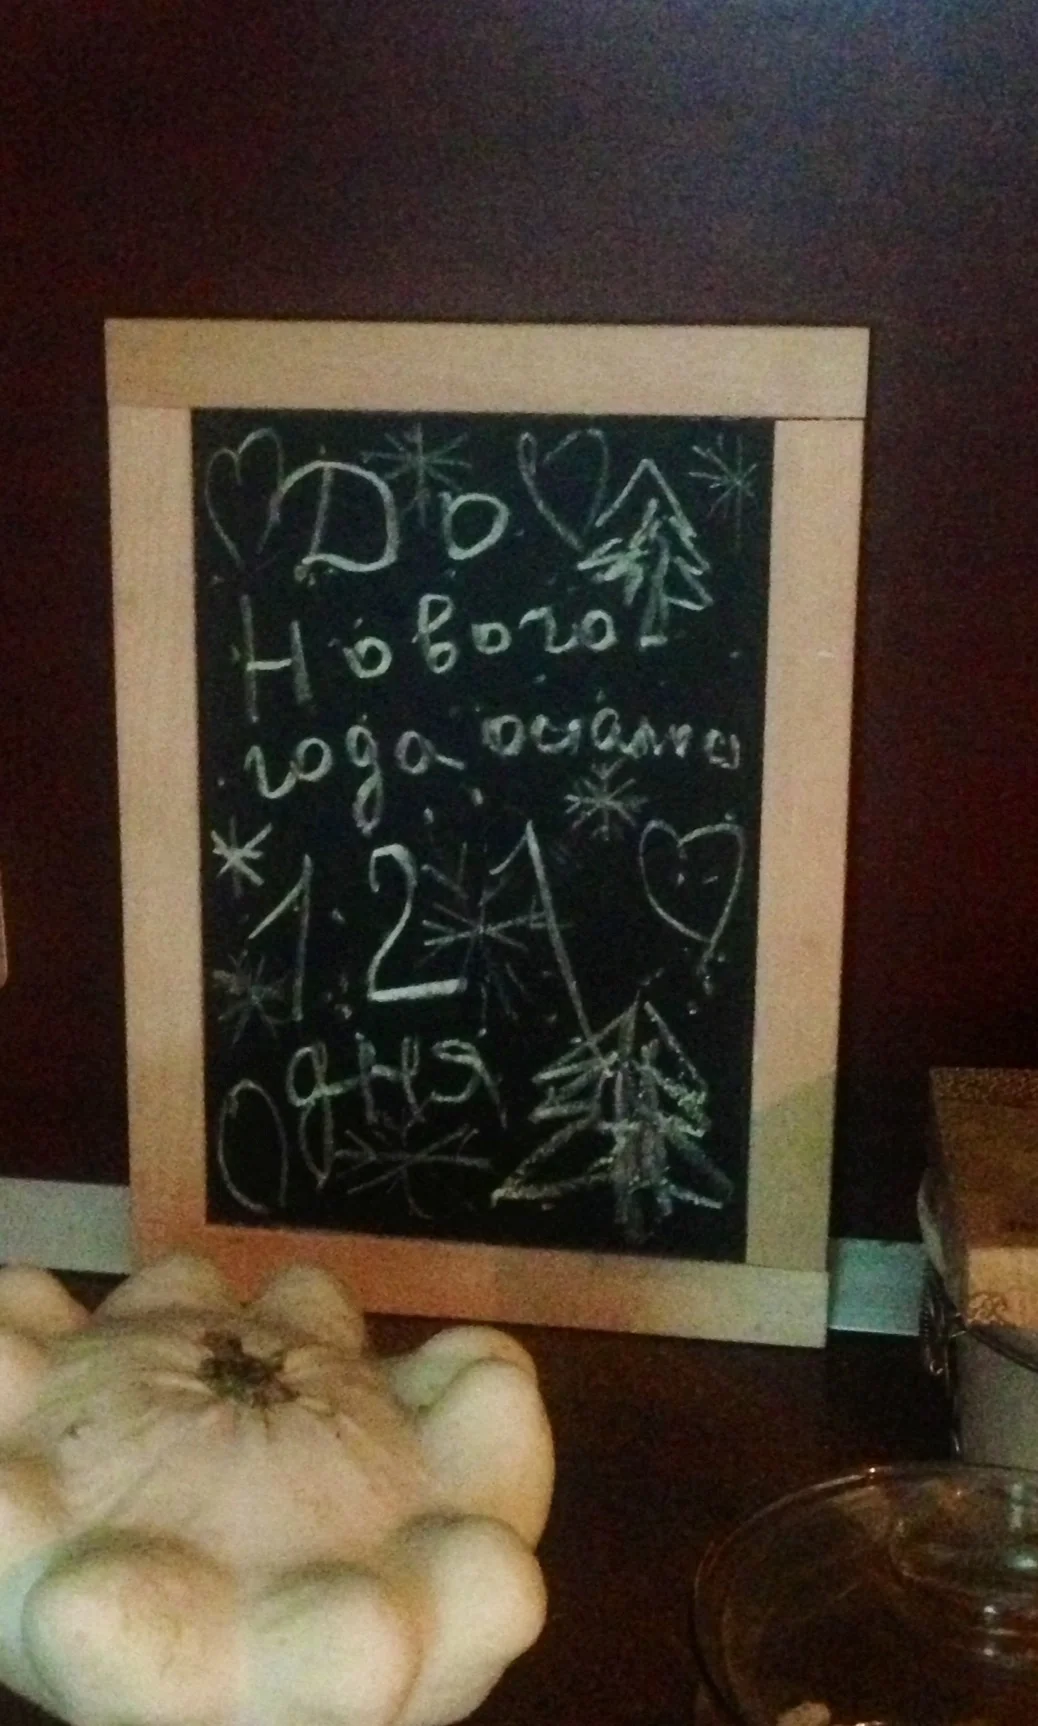 До
Нового
года осталось
121
дня